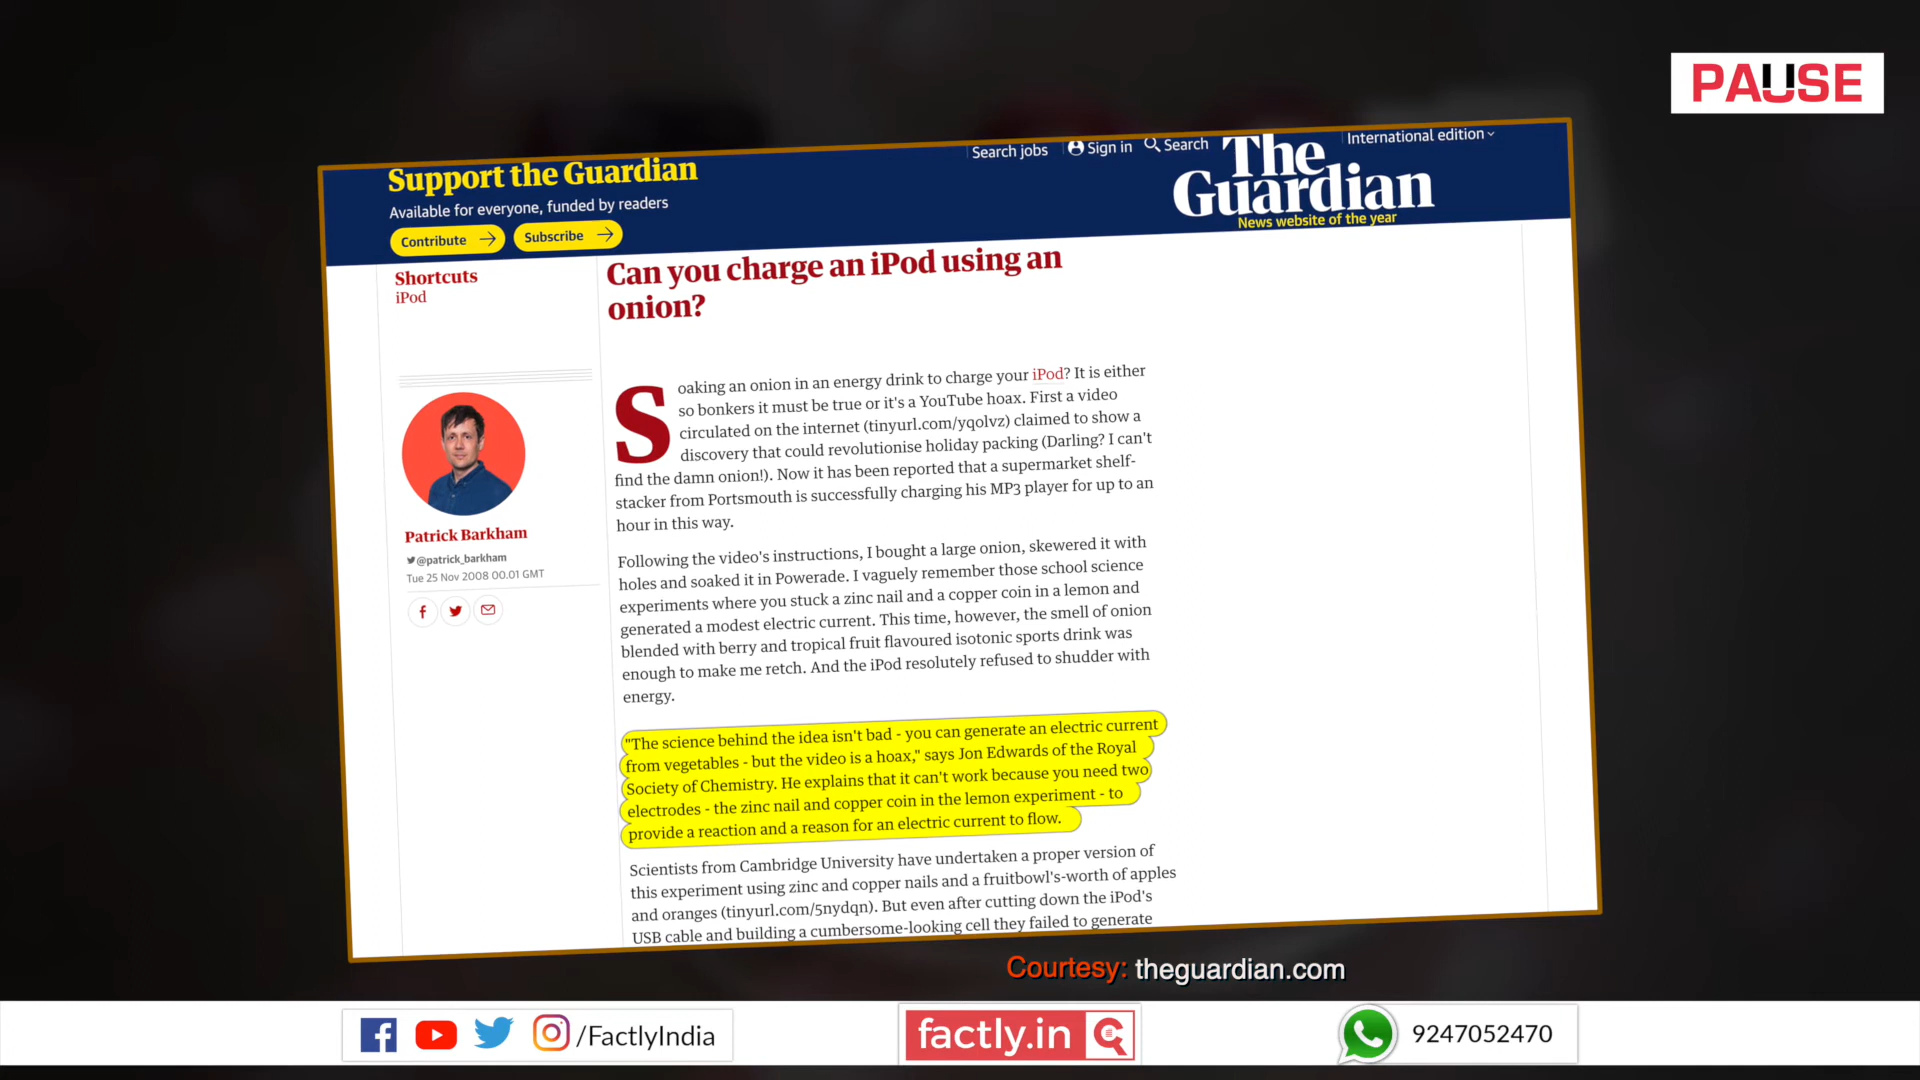 PAUSE
Support the Guardian
Available for everyone, funded by readers
Contribute
Subscribe
Search jobs
Sign in
Search
International edition
The
Guardian
News website of the year
Shortcuts
iPod
Patrick Barkham
@patrick_barkham
Tue 25 Nov 2008 00.01 GMT
Can you charge an iPod using an
onion?
Soaking an onion in an energy drink to charge your iPod? It is either
so bonkers it must be true or it's a YouTube hoax. First a video
circulated on the internet (tinyurl.com/yqolvz) claimed to show a
discovery that could revolutionise holiday packing (Darling? I can't
find the damn onion!). Now it has been reported that a supermarket shelf-
stacker from Portsmouth is successfully charging his MP3 player for up to an
hour in this way.
Following the video's instructions, I bought a large onion, skewered it with
holes and soaked it in Powerade. I vaguely remember those school science
experiments where you stuck a zinc nail and a copper coin in a lemon and
generated a modest electric current. This time, however, the smell of onion
blended with berry and tropical fruit flavoured isotonic sports drink was
enough to make me retch. And the iPod resolutely refused to shudder with
energy.
"The science behind the idea isn't bad - you can generate an electric current
from vegetables - but the video is a hoax," says Jon Edwards of the Royal
Society of Chemistry. He explains that it can't work because you need two
electrodes - the zinc nail and copper coin in the lemon experiment - to
provide a reaction and a reason for an electric current to flow.
Scientists from Cambridge University have undertaken a proper version of
this experiment using zinc and copper nails and a fruitbowl's-worth of apples
and oranges (tinyurl.com/5nydqn). But even after cutting down the iPod's
USB cable and building a cumbersome-looking cell they failed to generate
Courtesy: theguardian.com
/FactlyIndia
factly.in
9247052470